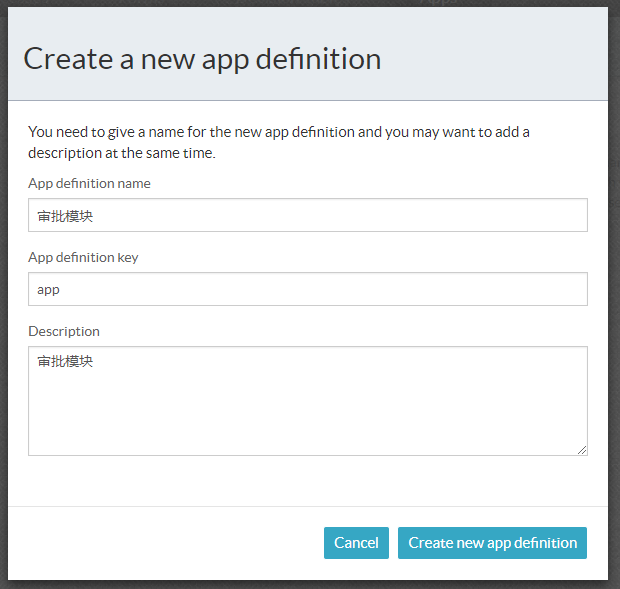 Create a new app definition
You need to give a name for the new app definition and you may want to add a
description at the same time.
App definition name
审批模块
App definition key
app
Description
审批模块
Cancel
Create new app definition